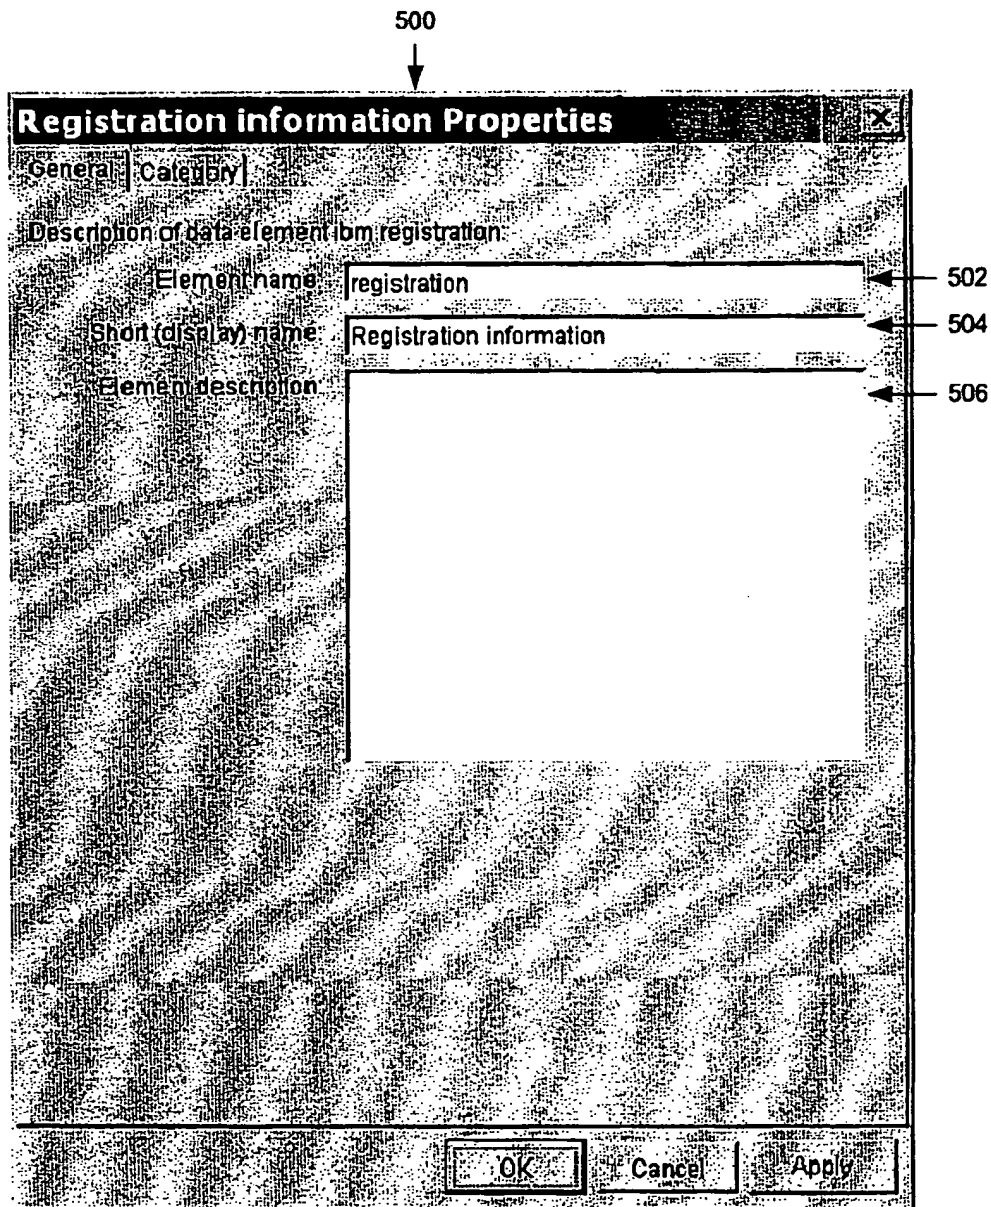 500
Registration information Properties
General Category
Description of data element ibm registration:
Element name registration 502
Short (display) name Registration information 504
Element description 506
OK Cancel Apply